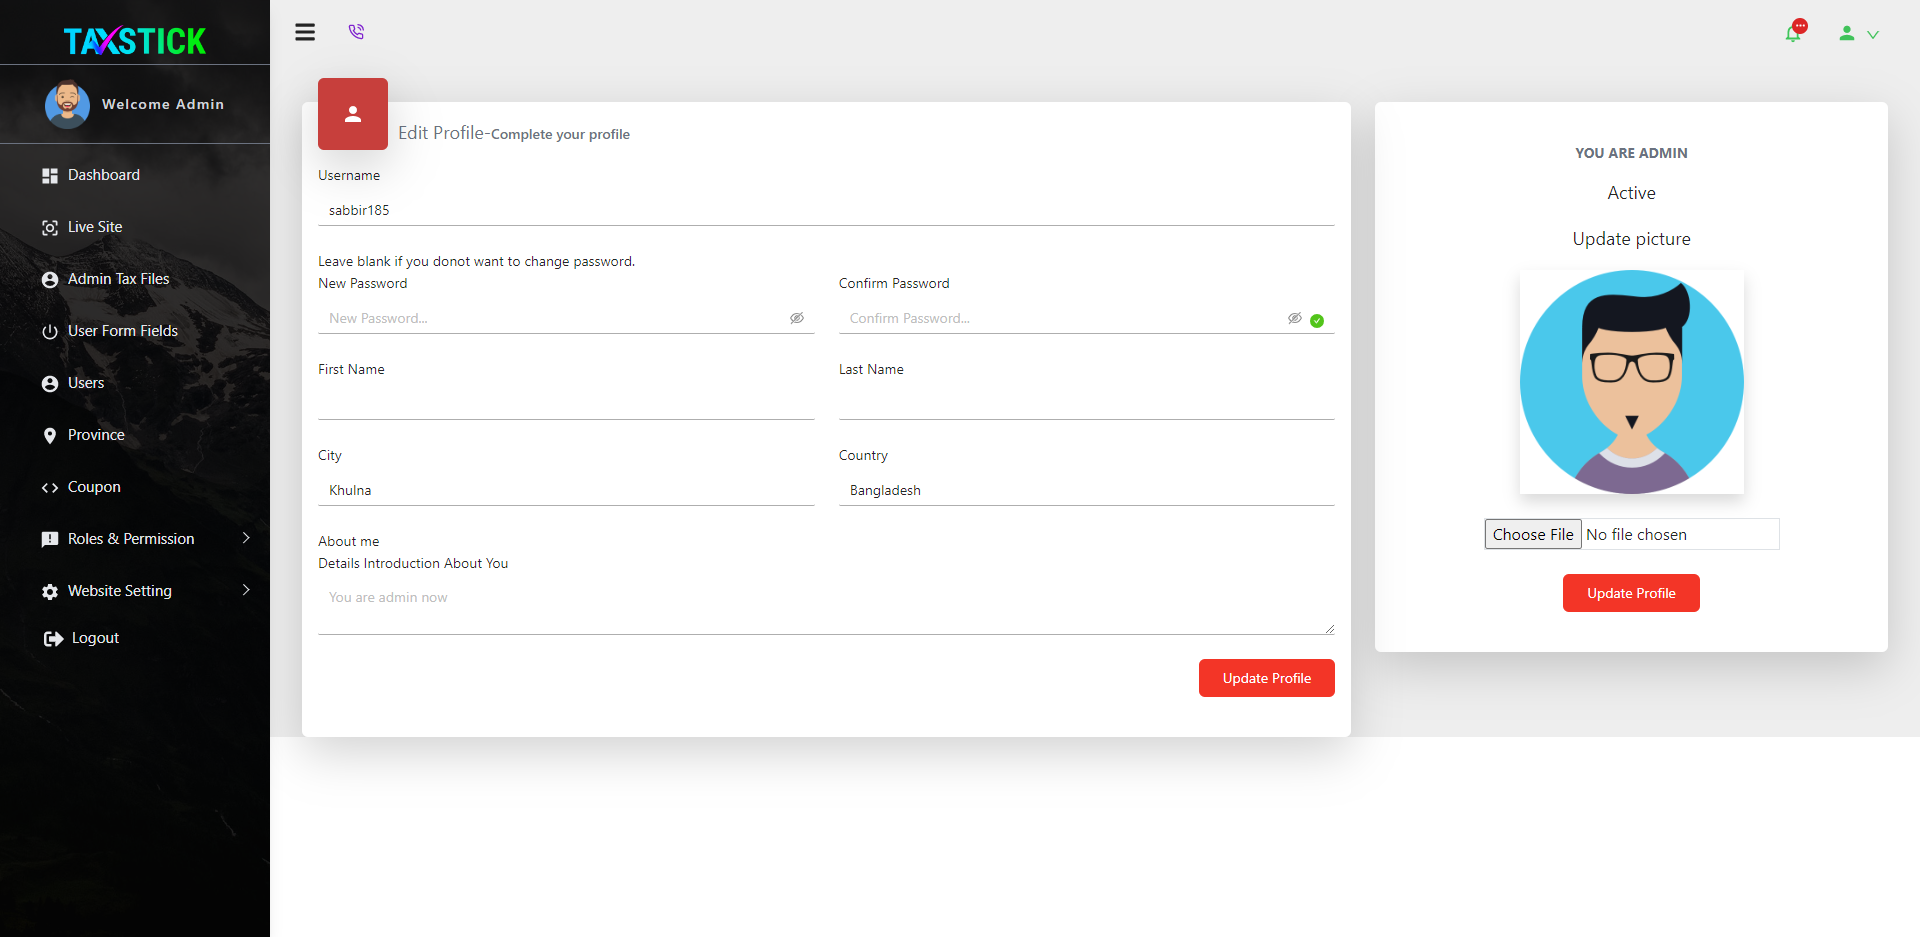 TAXSTICK
Welcome Admin
Dashboard
Live Site
Admin Tax Files
User Form Fields
Users
Province
Coupon
Roles & Permission
Website Setting
Logout
Edit Profile-Complete your profile
Username
sabbir185
Leave blank if you donot want to change password.
New Password
Confirm Password
New Password...
Confirm Password...
First Name
Last Name
City
Country
Khulna
Bangladesh
About me
Details Introduction About You
You are admin now
Update Profile
YOU ARE ADMIN
Active
Update picture
Choose File No file chosen
Update Profile